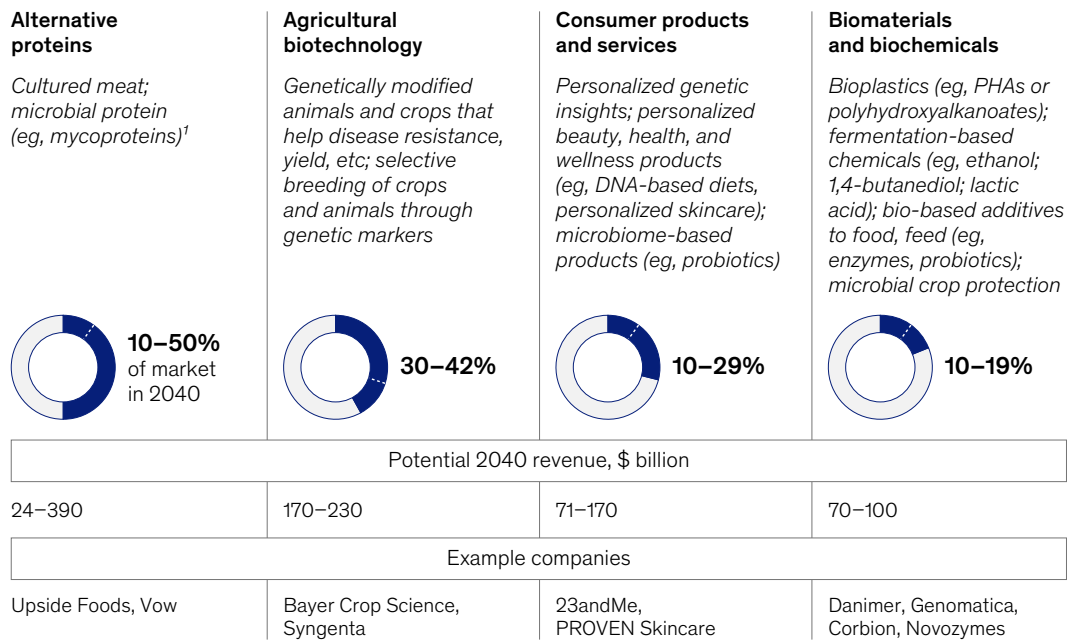 Alternative
proteins
Cultured meat;
microbial protein
(eg, mycoproteins)¹
10–50%
of market
in 2040
Agricultural
biotechnology
Genetically modified
animals and crops that
help disease resistance,
yield, etc; selective
breeding of crops
and animals through
genetic markers
30–42%
Consumer products
and services
Personalized genetic
insights; personalized
beauty, health, and
wellness products
(eg, DNA-based diets,
personalized skincare);
microbiome-based
products (eg, probiotics)
10–29%
Biomaterials
and biochemicals
Bioplastics (eg, PHAs or
polyhydroxyalkanoates);
fermentation-based
chemicals (eg, ethanol;
1,4-butanediol; lactic
acid); bio-based additives
to food, feed (eg,
enzymes, probiotics);
microbial crop protection
10–19%
Potential 2040 revenue, $ billion
24–390
170–230
71–170
70–100
Example companies
Upside Foods, Vow
Bayer Crop Science,
Syngenta
23andMe,
PROVEN Skincare
Danimer, Genomatica,
Corbion, Novozymes